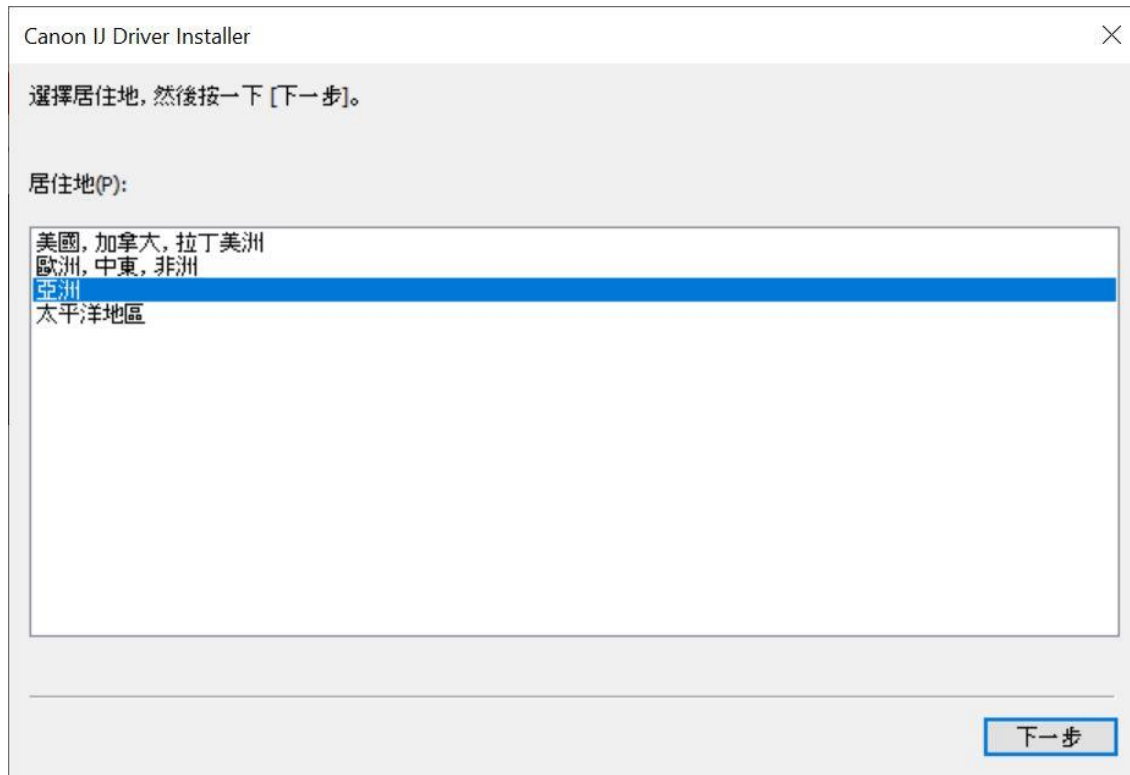 Canon IJ Driver Installer
選擇居住地, 然後按一下 [下一步]。
居住地(P):
美國, 加拿大, 拉丁美洲
歐洲, 中東, 非洲
亞洲
太平洋地區
下一步